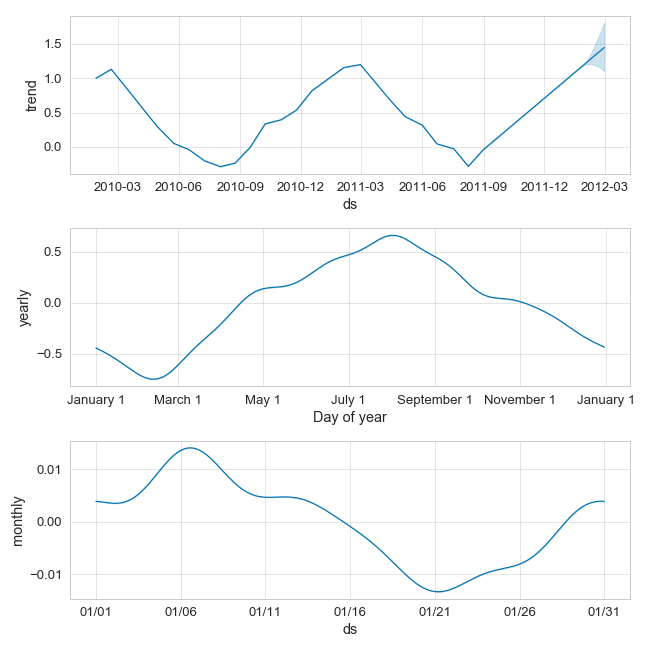 trend
1.5
1.0
0.5
0.0
2010-03 2010-06 2010-09 2010-12 2011-03 2011-06 2011-09 2011-12 2012-03
ds
yearly
0.5
0.0
−0.5
January 1 March 1 May 1 July 1 September 1 November 1 January 1
Day of year
monthly
0.01
0.00
−0.01
01/01 01/06 01/11 01/16 01/21 01/26 01/31
ds